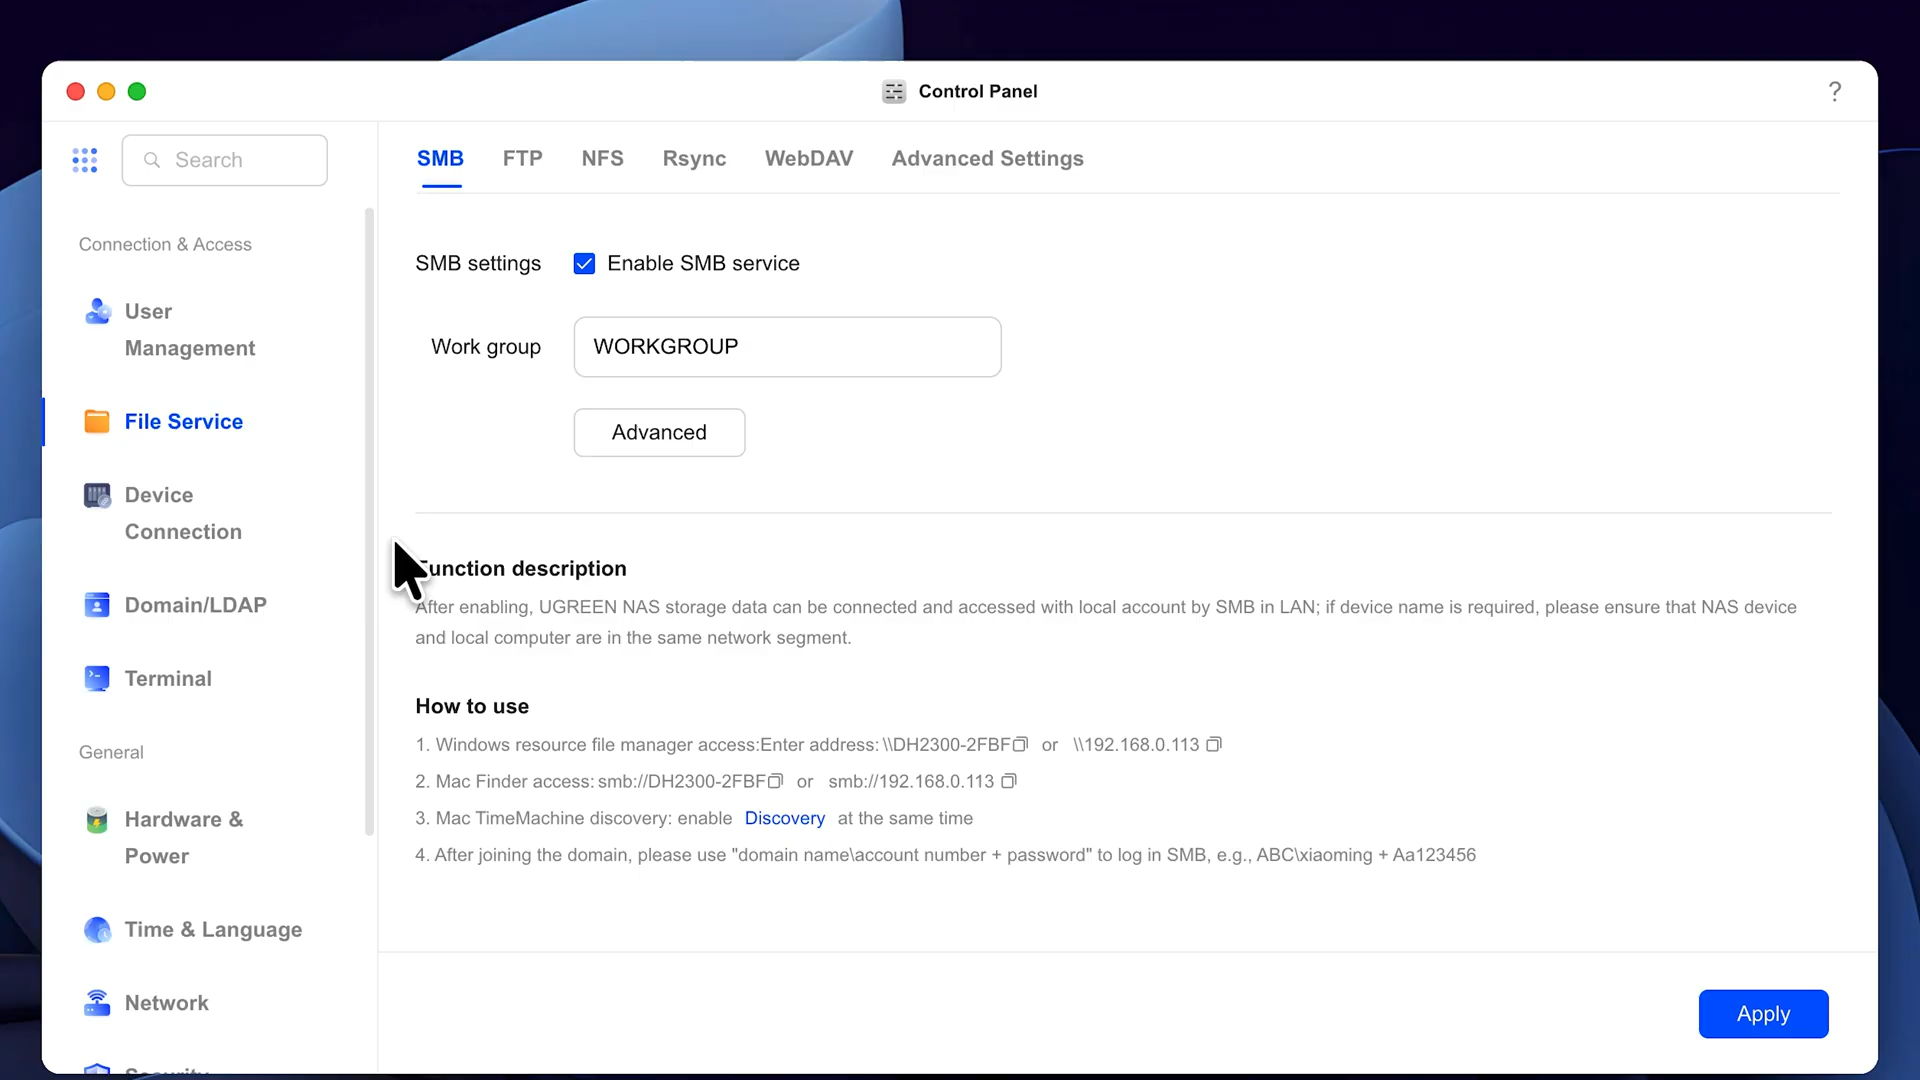 Control Panel
?
Search
SMB FTP NFS Rsync WebDAV Advanced Settings
Connection & Access
User
Management
File Service
Device
Connection
Domain/LDAP
Terminal
General
Hardware &
Power
Time & Language
Network
Security
SMB settings Enable SMB service
Work group WORKGROUP
Advanced
Function description
After enabling, UGREEN NAS storage data can be connected and accessed with local account by SMB in LAN; if device name is required, please ensure that NAS device
and local computer are in the same network segment.
How to use
1. Windows resource file manager access:Enter address: \\DH2300-2FBF or \\192.168.0.113
2. Mac Finder access: smb://DH2300-2FBF or smb://192.168.0.113
3. Mac TimeMachine discovery: enable Discovery at the same time
4. After joining the domain, please use "domain name\account number + password" to log in SMB, e.g., ABC\xiaoming + Aa123456
Apply